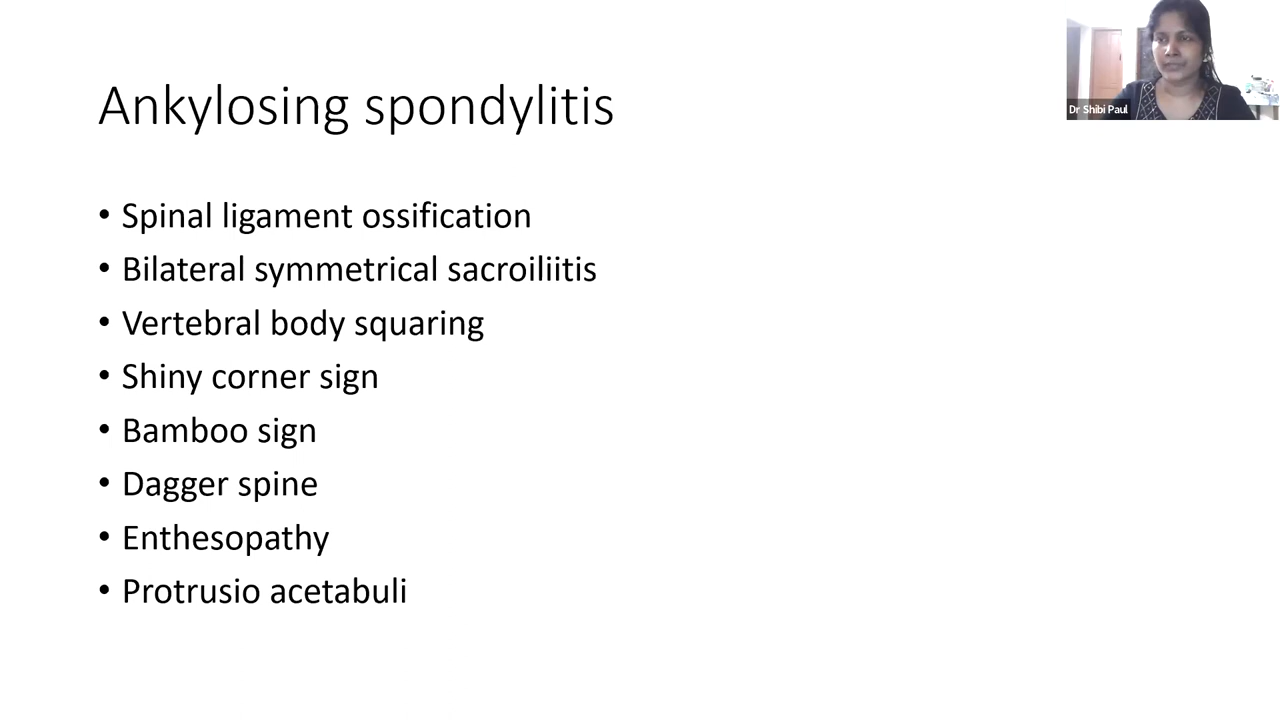 Ankylosing spondylitis
• Spinal ligament ossification
• Bilateral symmetrical sacroiliitis
• Vertebral body squaring
• Shiny corner sign
• Bamboo sign
• Dagger spine
• Enthesopathy
• Protrusio acetabuli
Dr Shibi Paul